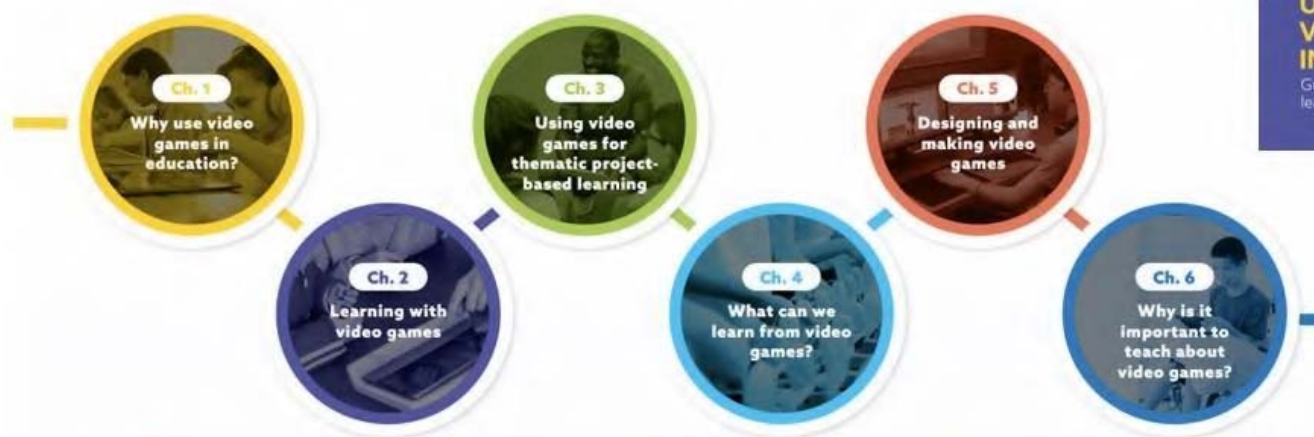 Ch. 1
Why use video
games in
education?
Ch. 2
Learning with
video games
Ch. 3
Using video
games for
thematic project-
based learning
Ch. 4
What can we
learn from video
games?
Ch. 5
Designing and
making video
games
Ch. 6
Why is it
important to
teach about
video games?